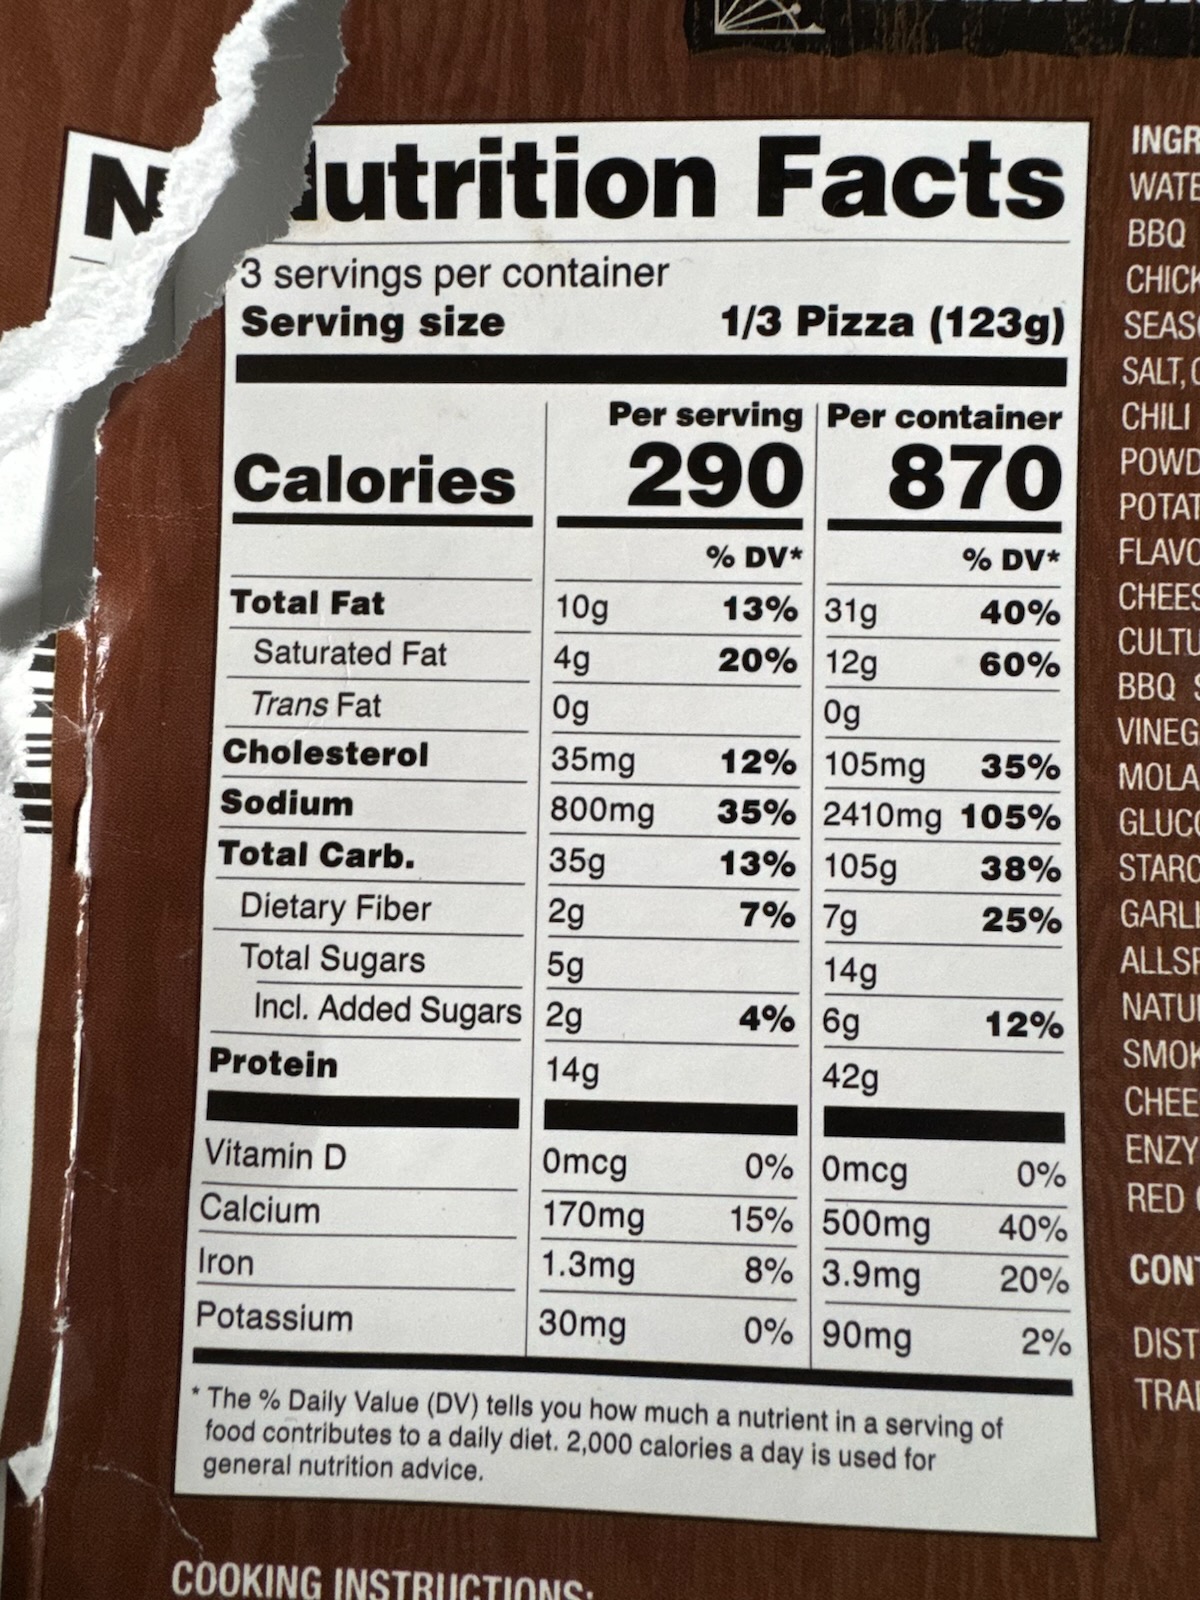 Nutrition Facts
3 servings per container
Serving size 1/3 Pizza (123g)
Per serving Per container
Calories 290 870
% DV* % DV*
Total Fat 10g 13% 31g 40%
Saturated Fat 4g 20% 12g 60%
Trans Fat 0g 0g
Cholesterol 35mg 12% 105mg 35%
Sodium 800mg 35% 2410mg 105%
Total Carb. 35g 13% 105g 38%
Dietary Fiber 2g 7% 7g 25%
Total Sugars 5g 14g
Incl. Added Sugars 2g 4% 6g 12%
Protein 14g 42g
Vitamin D 0mcg 0% 0mcg 0%
Calcium 170mg 15% 500mg 40%
Iron 1.3mg 8% 3.9mg 20%
Potassium 30mg 0% 90mg 2%
* The % Daily Value (DV) tells you how much a nutrient in a serving of
food contributes to a daily diet. 2,000 calories a day is used for
general nutrition advice.
COOKING INSTRUCTIONS:
INGR
WATE
BBQ
CHICK
SEAS
SALT,
CHILI
POWD
POTAT
FLAVO
CHEES
CULTU
BBQ S
VINEG
MOLA
GLUCO
STARC
GARLI
ALLSP
NATU
SMOK
CHEE
ENZY
RED
CONT
DIST
TRA